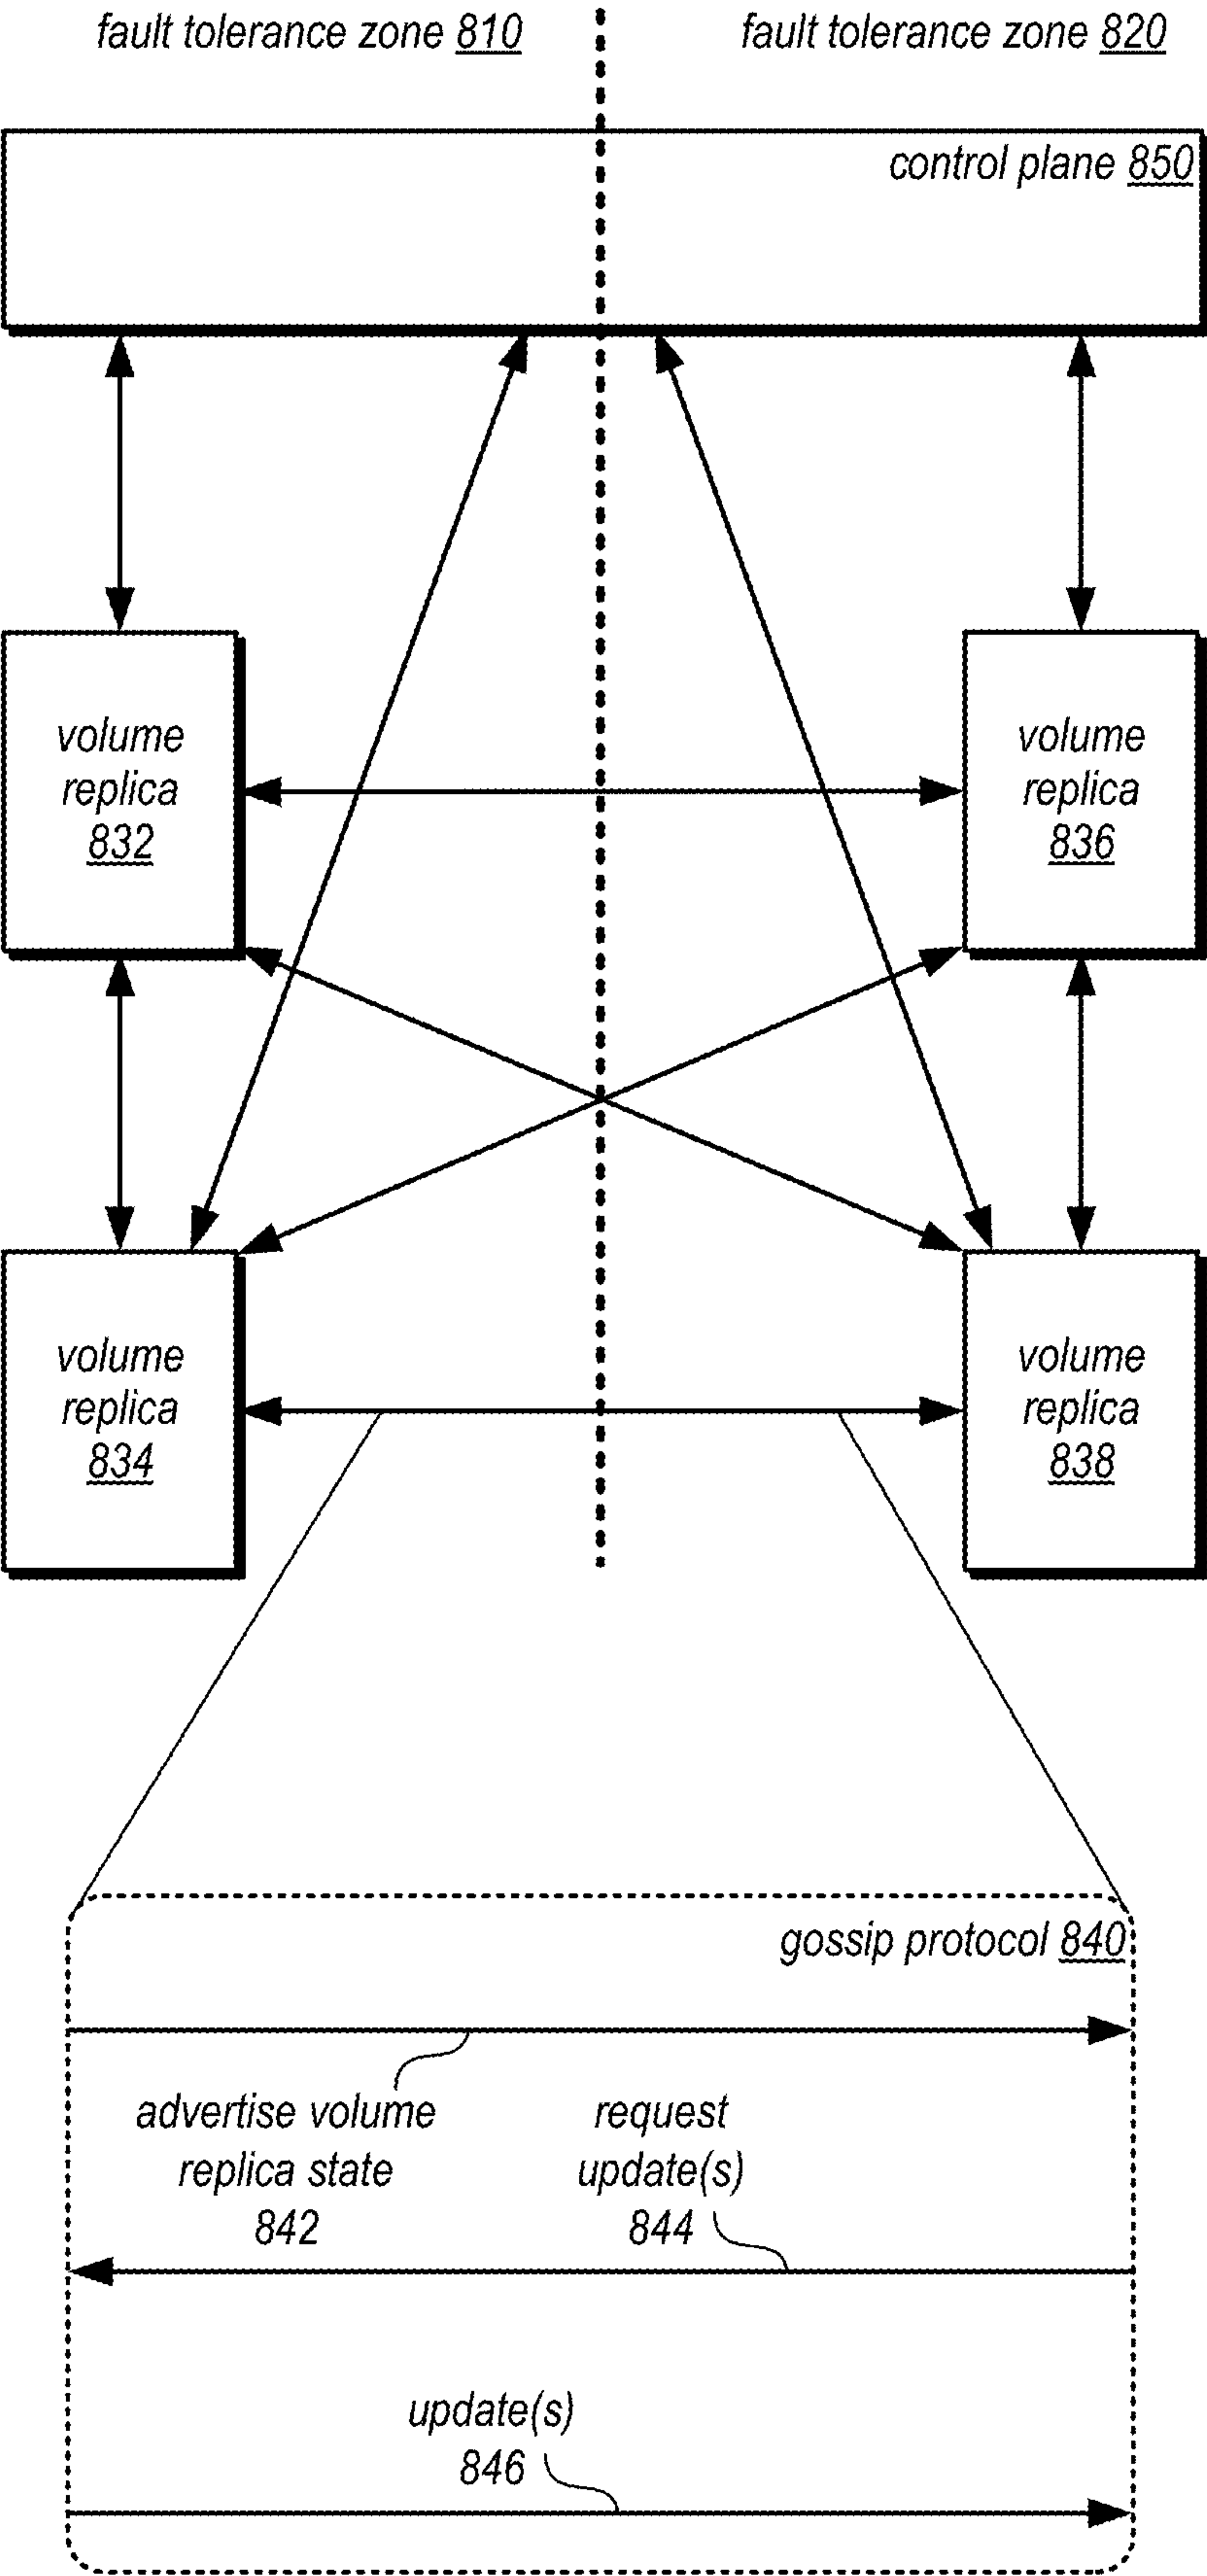 fault tolerance zone 810
fault tolerance zone 820
control plane 850
volume
replica
832
volume
replica
836
volume
replica
834
volume
replica
838
gossip protocol 840
advertise volume
replica state
842
request
update(s)
844
update(s)
846